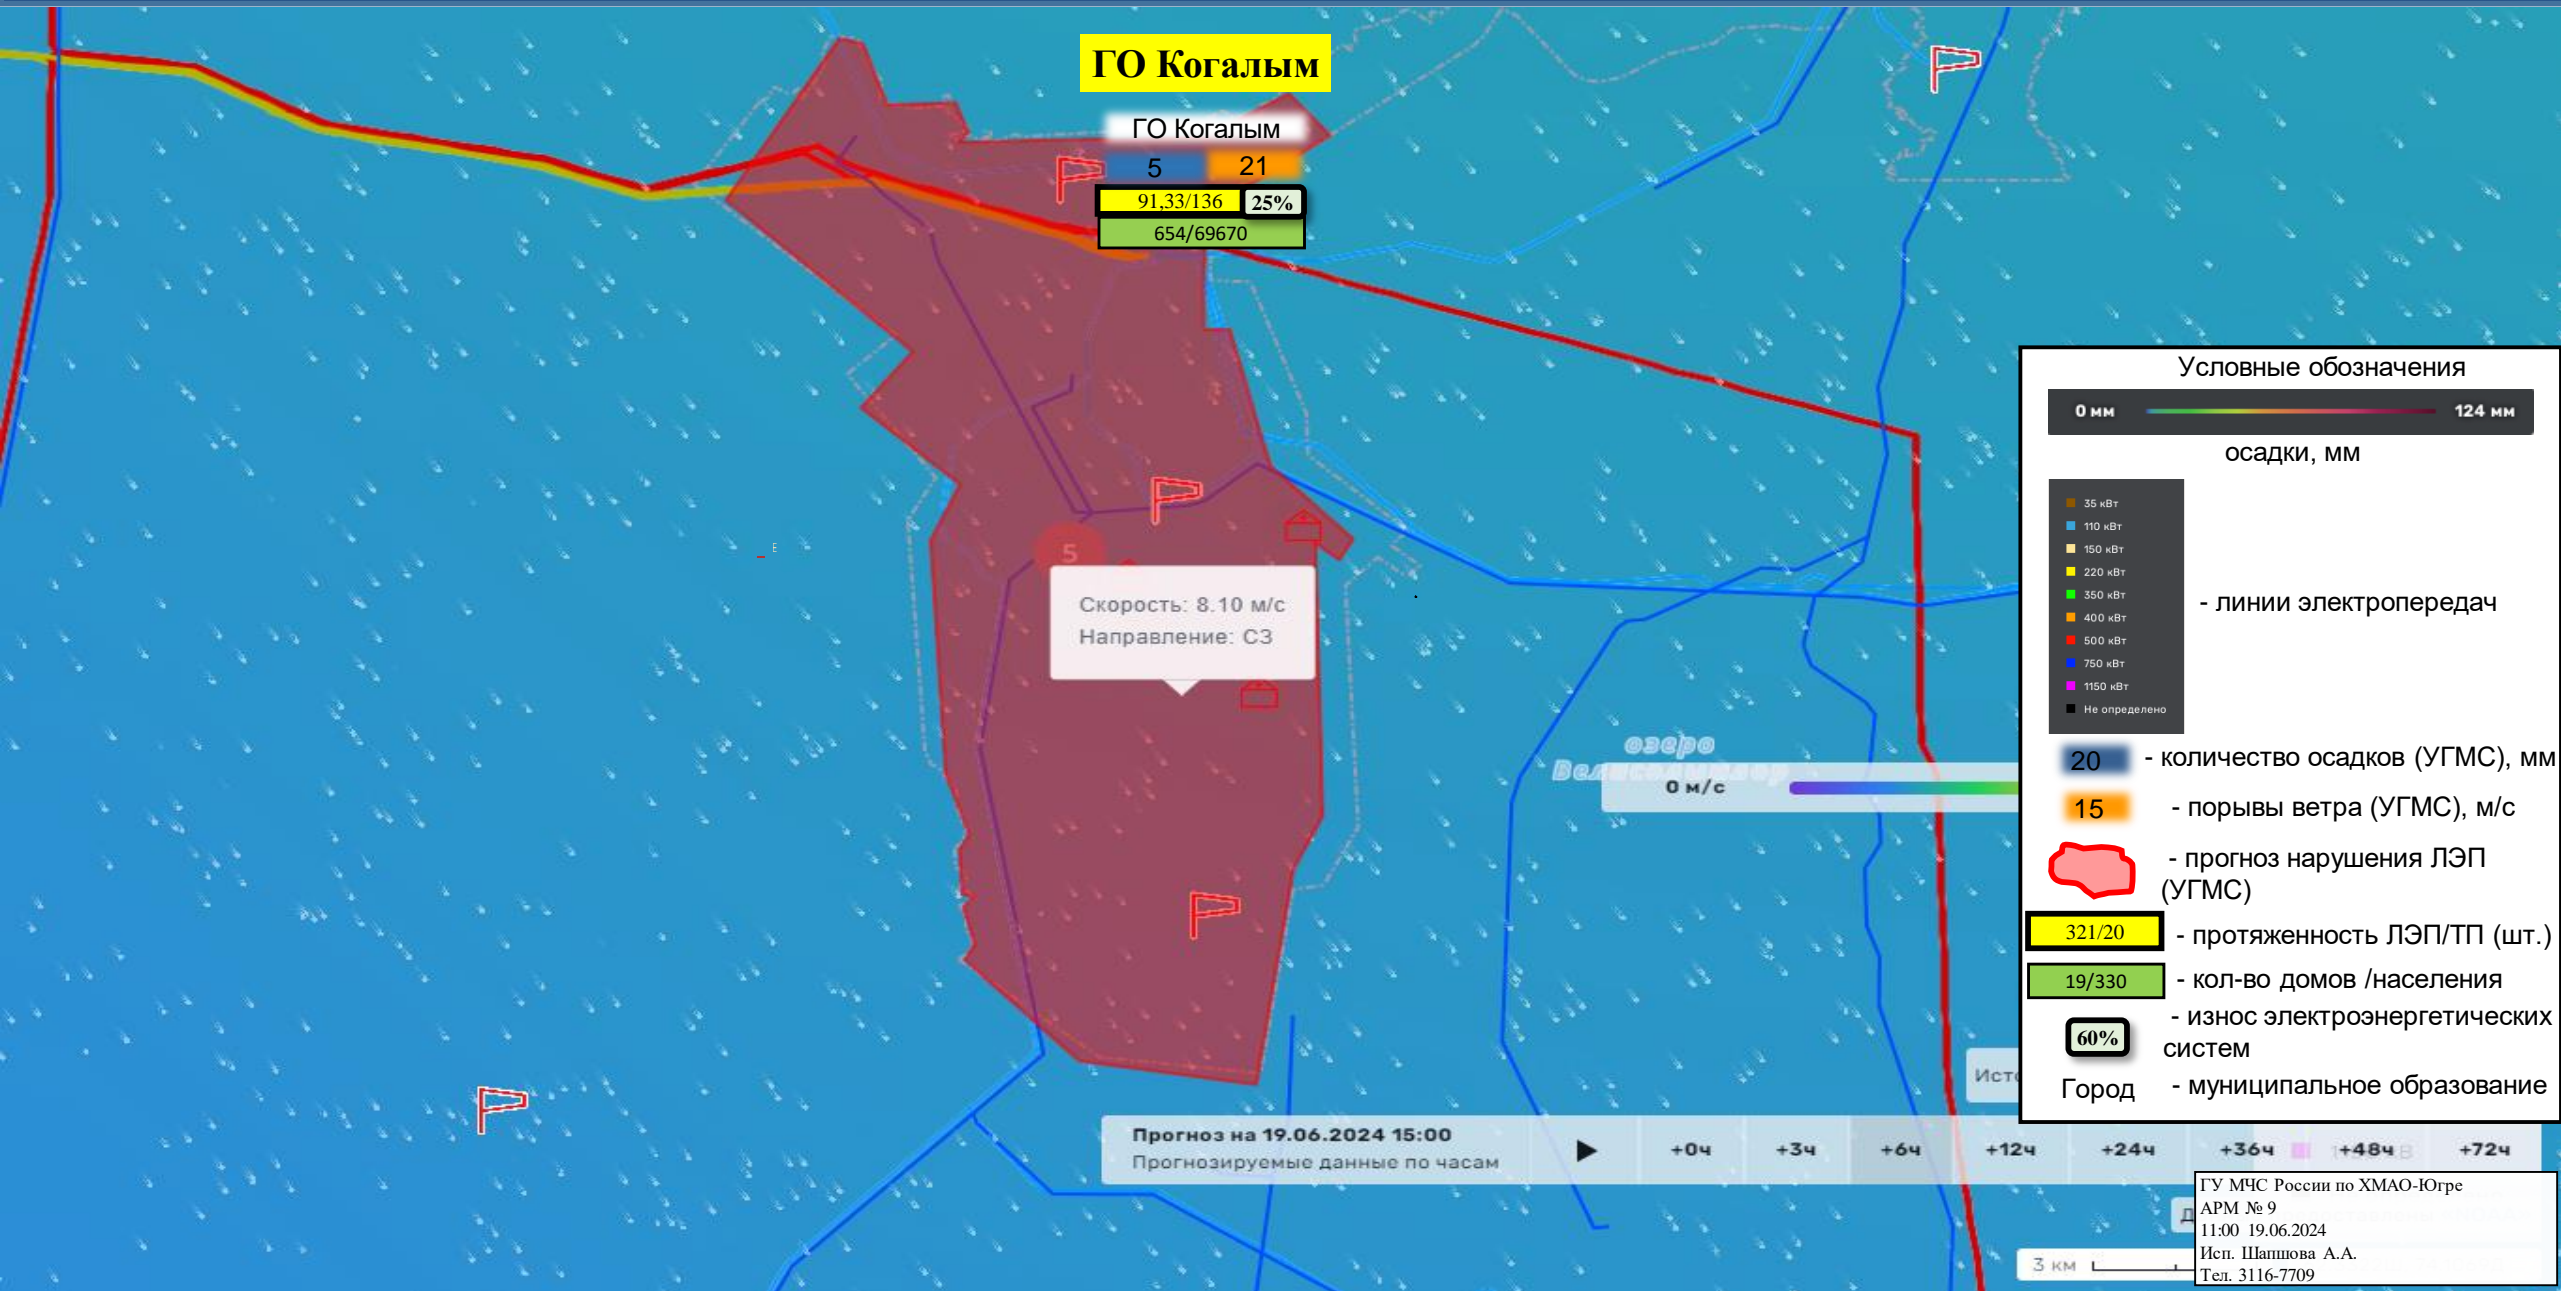 ГО Когалым
ГО Когалым
5 21
91,33/136 25%
654/69670
5
Скорость: 8.10 м/с
Направление: СЗ
озеро
0 м/с
Условные обозначения
0 мм 124 мм
осадки, мм
35 кВт
110 кВт
150 кВт
220 кВт
350 кВт
400 кВт
500 кВт
750 кВт
1150 кВт
Не определено
- линии электропередач
20 - количество осадков (УГМС), мм
15 - порывы ветра (УГМС), м/с
- прогноз нарушения ЛЭП
(УГМС)
321/20 - протяженность ЛЭП/ТП (шт.)
19/330 - кол-во домов /населения
60% - износ электроэнергетических
систем
Город - муниципальное образование
Исто
Прогноз на 19.06.2024 15:00
Прогнозируемые данные по часам
+0ч +3ч +6ч +12ч +24ч +36ч +48ч +72ч
Д
3 км
ГУ МЧС России по ХМАО-Югре
АРМ № 9
11:00 19.06.2024
Исп. Шапшова А.А.
Тел. 3116-7709